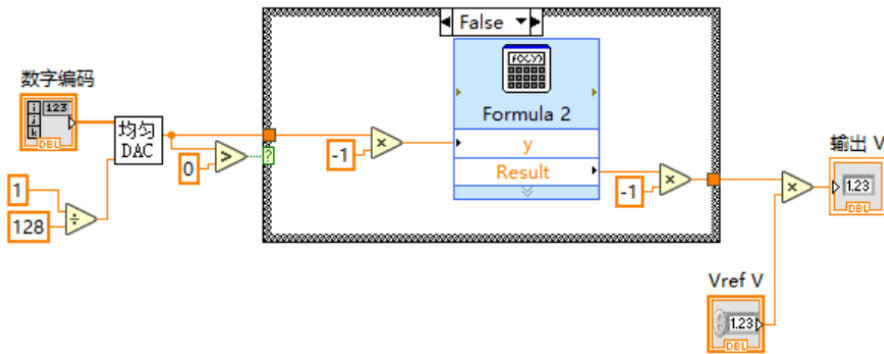 False
数字编码
123
i
j
k
DBL
均匀
DAC
0
>
?
-1
×
f(x,y)
Formula 2
y
Result
-1
×
1
128
÷
×
输出 V
1.23
DBL
Vref V
1.23
DBL